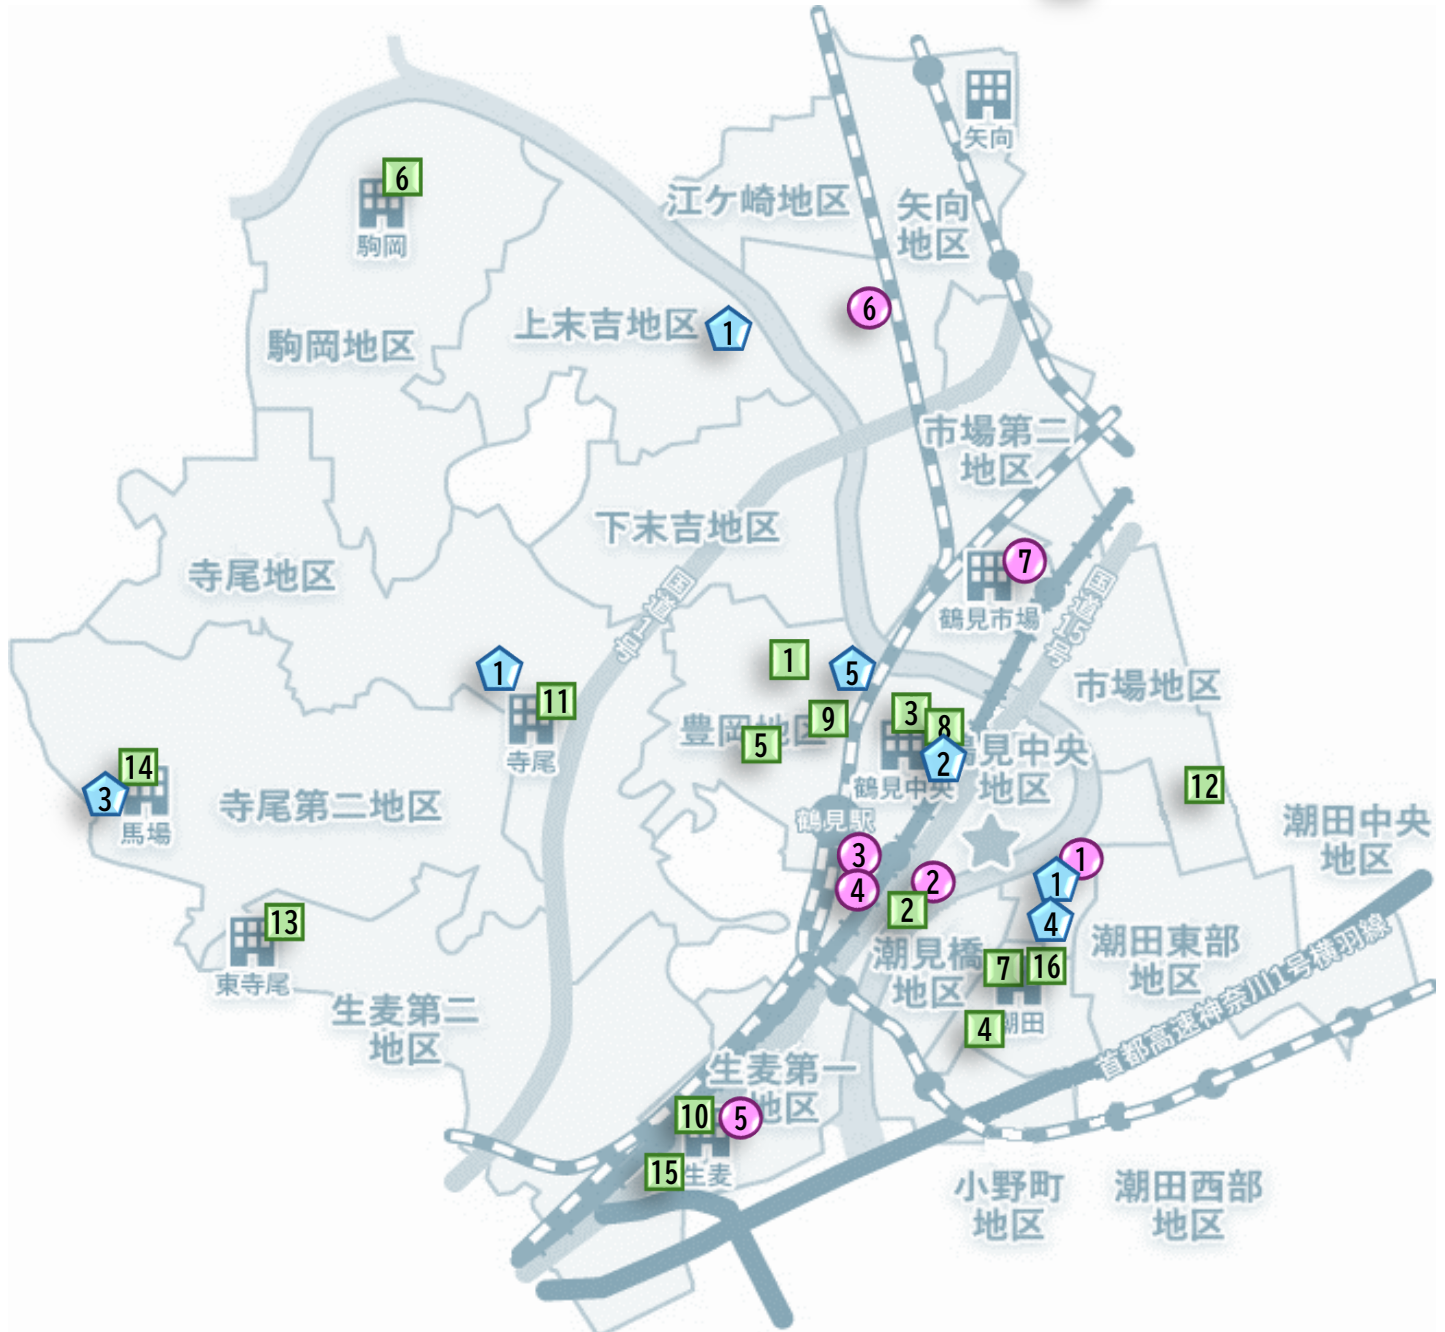 矢向
6
江ケ崎地区
矢向
地区
駒岡
6
1
上末吉地区
駒岡地区
市場第二
地区
下末吉地区
7
国道1号
寺尾地区
国道15号
鶴見市場
1
1
5
11
市場地区
3
9
8
豊岡地区
5
2
見中央
地区
寺尾
14
3
鶴見中央
12
寺尾第二地区
馬場
鶴見駅
潮田中央
地区
3
1
4
2
1
2
4
13
潮田東部
地区
潮見橋
地区
7
16
東寺尾
首都高速神奈川1号横羽線
生麦第二
地区
4
潮田
生麦第一
地区
10
5
15
生麦
小野町
地区
潮田西部
地区